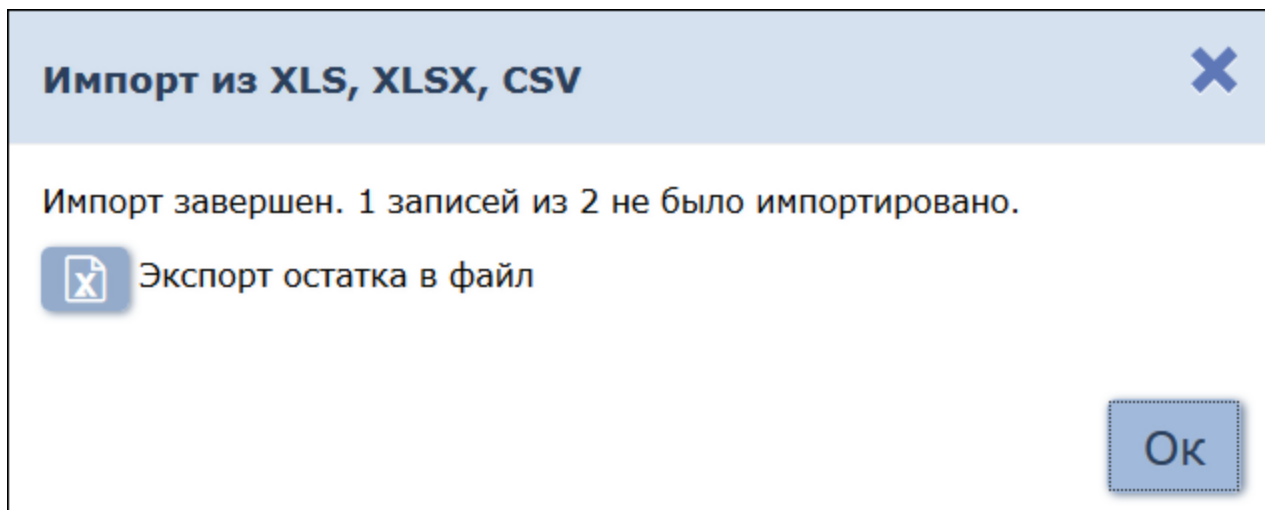 Импорт из XLS, XLSX, CSV
Импорт завершен. 1 записей из 2 не было импортировано.
Экспорт остатка в файл
Ок